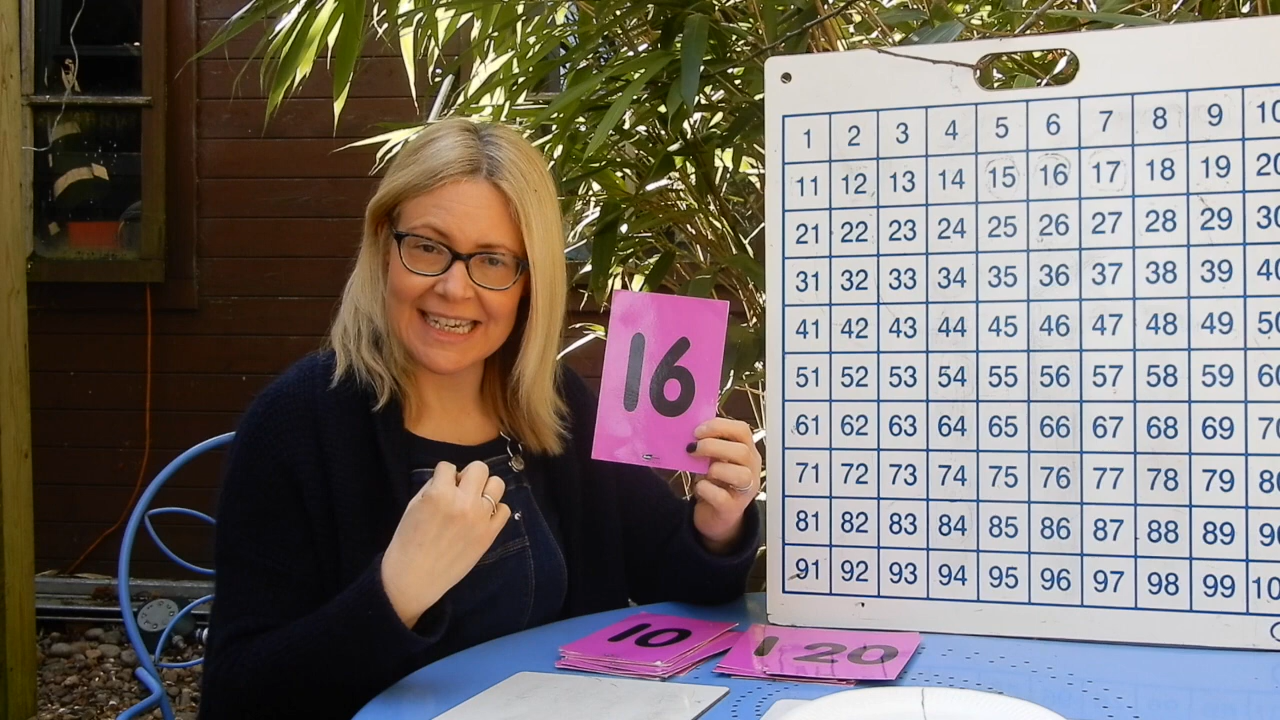 16
10
1 20
1 2 3 4 5 6 7 8 9 10
11 12 13 14 15 16 17 18 19 20
21 22 23 24 25 26 27 28 29 30
31 32 33 34 35 36 37 38 39 40
41 42 43 44 45 46 47 48 49 50
51 52 53 54 55 56 57 58 59 60
61 62 63 64 65 66 67 68 69 70
71 72 73 74 75 76 77 78 79 80
81 82 83 84 85 86 87 88 89 90
91 92 93 94 95 96 97 98 99 10